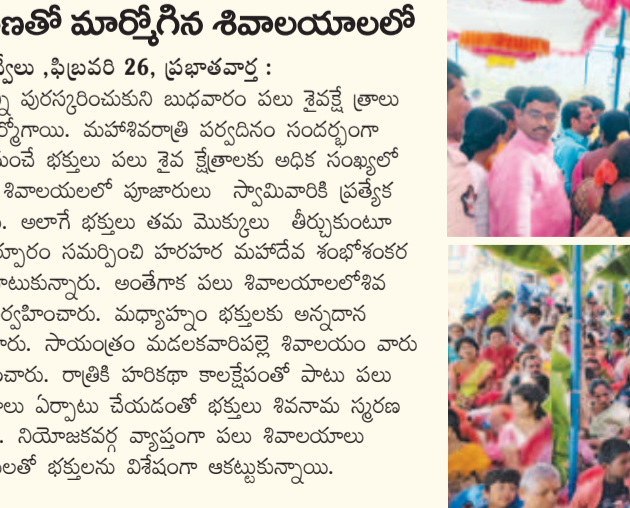 ణతో మార్మోగిన శివాలయాలలో
వేలు ,ఫిబ్రవరి 26, ప్రభాతవార్త :
పురస్కరించుకుని బుధవారం పలు శైవక్షే త్రాలు
ర్మోగాయి. మహాశివరాత్రి పర్వదినం సందర్భంగా
నుంచే భక్తులు పలు శైవ క్షేత్రాలకు అధిక సంఖ్యలో
శివాలయలలో పూజారులు స్వామివారికి ప్రత్యేక
. అలాగే భక్తులు తమ మొక్కులు తీర్చుకుంటూ
ర్పూరం సమర్పించి హరహర మహాదేవ శంభోశంకర
టుకున్నారు. అంతేగాక పలు శివాలయాలలోశివ
ర్వహించారు. మధ్యాహ్నం భక్తులకు అన్నదాన
రు. సాయంత్రం మడలకవారిపల్లె శివాలయం వారు
చారు. రాత్రికి హరికథా కాలక్షేపంతో పాటు పలు
లు ఏర్పాటు చేయడంతో భక్తులు శివనామ స్మరణ
. నియోజకవర్గ వ్యాప్తంగా పలు శివాలయాలు
లతో భక్తులను విశేషంగా ఆకట్టుకున్నాయి.